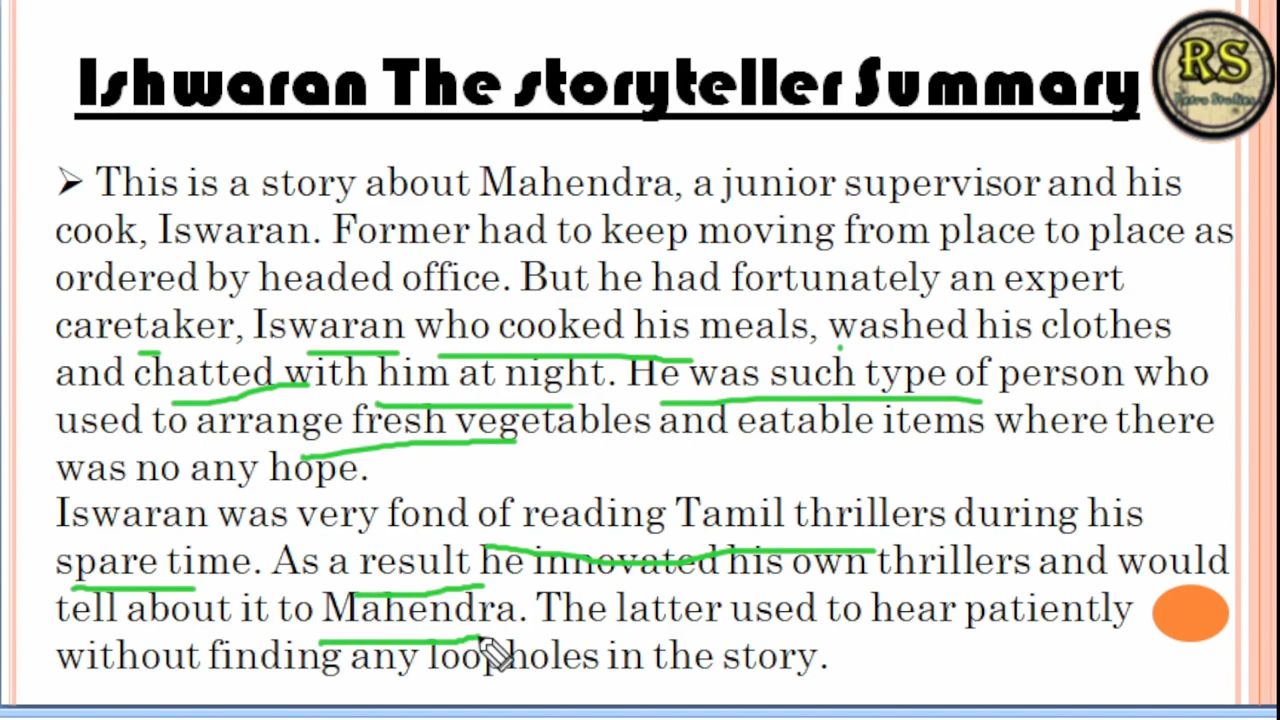 Ishwaran The storyteller Summary
RS
Retro Studies
➢ This is a story about Mahendra, a junior supervisor and his
cook, Iswaran. Former had to keep moving from place to place as
ordered by headed office. But he had fortunately an expert
caretaker, Iswaran who cooked his meals, washed his clothes
and chatted with him at night. He was such type of person who
used to arrange fresh vegetables and eatable items where there
was no any hope.
Iswaran was very fond of reading Tamil thrillers during his
spare time. As a result he innovated his own thrillers and would
tell about it to Mahendra. The latter used to hear patiently
without finding any loopholes in the story.